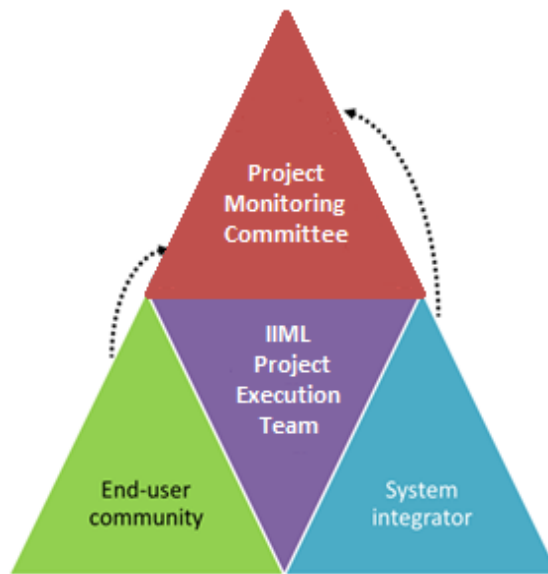 Project
Monitoring
Committee
IIML
Project
Execution
Team
End-user
community
System
integrator